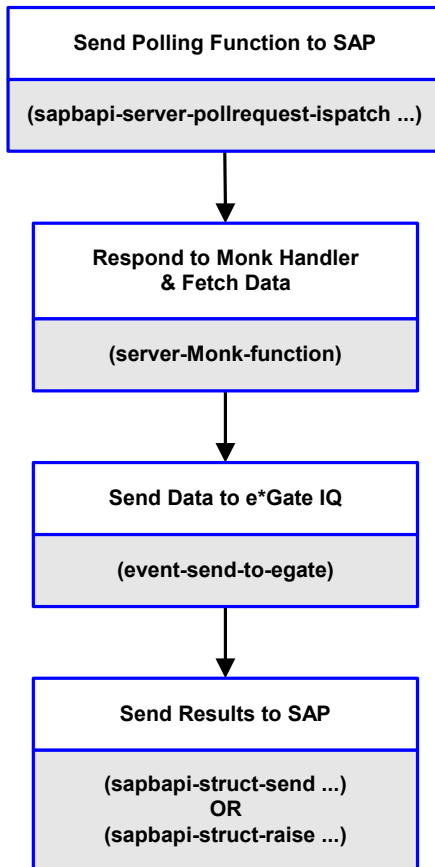 Send Polling Function to SAP
(sapbapi-server-pollrequest-ispatch ...)
Respond to Monk Handler
& Fetch Data
(server-Monk-function)
Send Data to e*Gate IQ
(event-send-to-egate)
Send Results to SAP
(sapbapi-struct-send ...)
OR
(sapbapi-struct-raise ...)